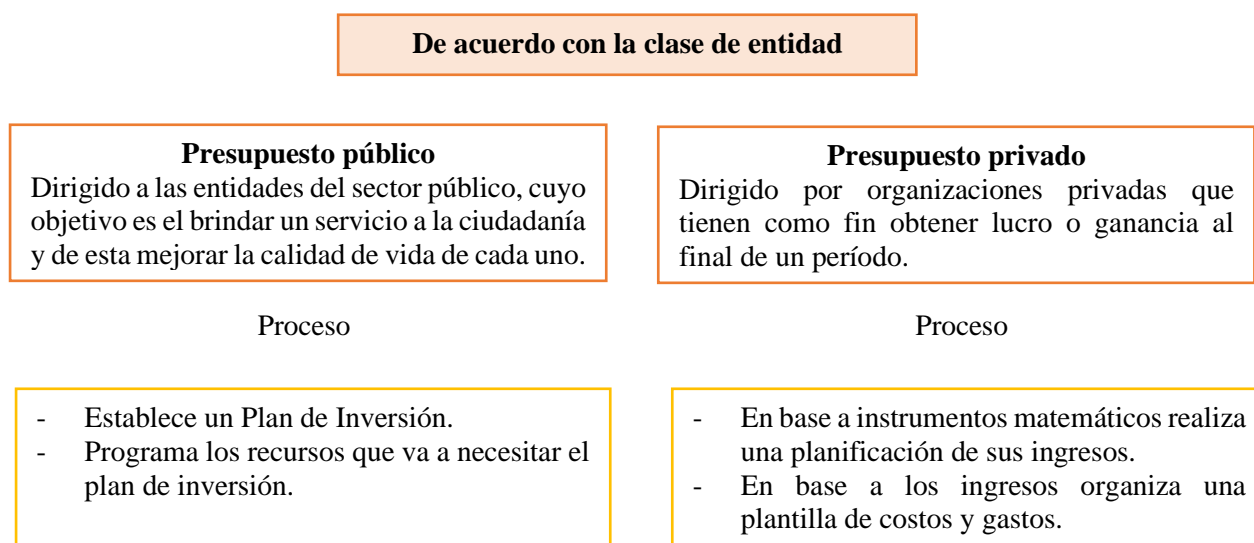 De acuerdo con la clase de entidad
Presupuesto público
Dirigido a las entidades del sector público, cuyo
objetivo es el brindar un servicio a la ciudadanía
y de esta mejorar la calidad de vida de cada uno.
Presupuesto privado
Dirigido por organizaciones privadas que
tienen como fin obtener lucro o ganancia al
final de un período.
Proceso
Proceso
- Establece un Plan de Inversión.
- Programa los recursos que va a necesitar el
plan de inversión.
- En base a instrumentos matemáticos realiza
una planificación de sus ingresos.
- En base a los ingresos organiza una
plantilla de costos y gastos.